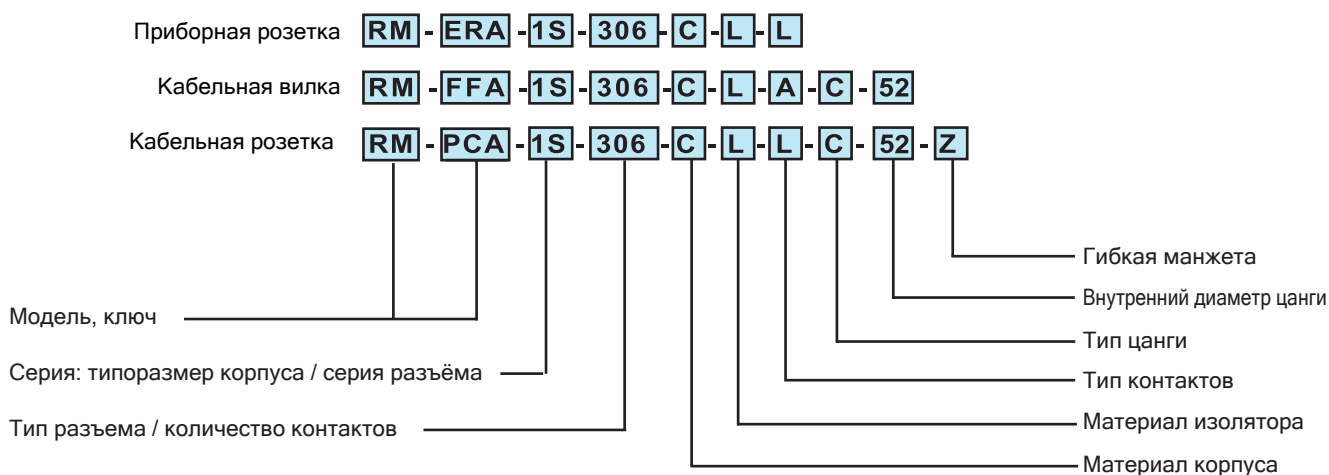 Приборная розетка RM - ERA - 1S - 306 - C - L - L
Кабельная вилка RM - FFA - 1S - 306 - C - L - A - C - 52
Кабельная розетка RM - PCA - 1S - 306 - C - L - L - C - 52 - Z
Гибкая манжета
Внутренний диаметр цанги
Модель, ключ
Тип цанги
Серия: типоразмер корпуса / серия разъёма
Тип контактов
Тип разъема / количество контактов
Материал изолятора
Материал корпуса